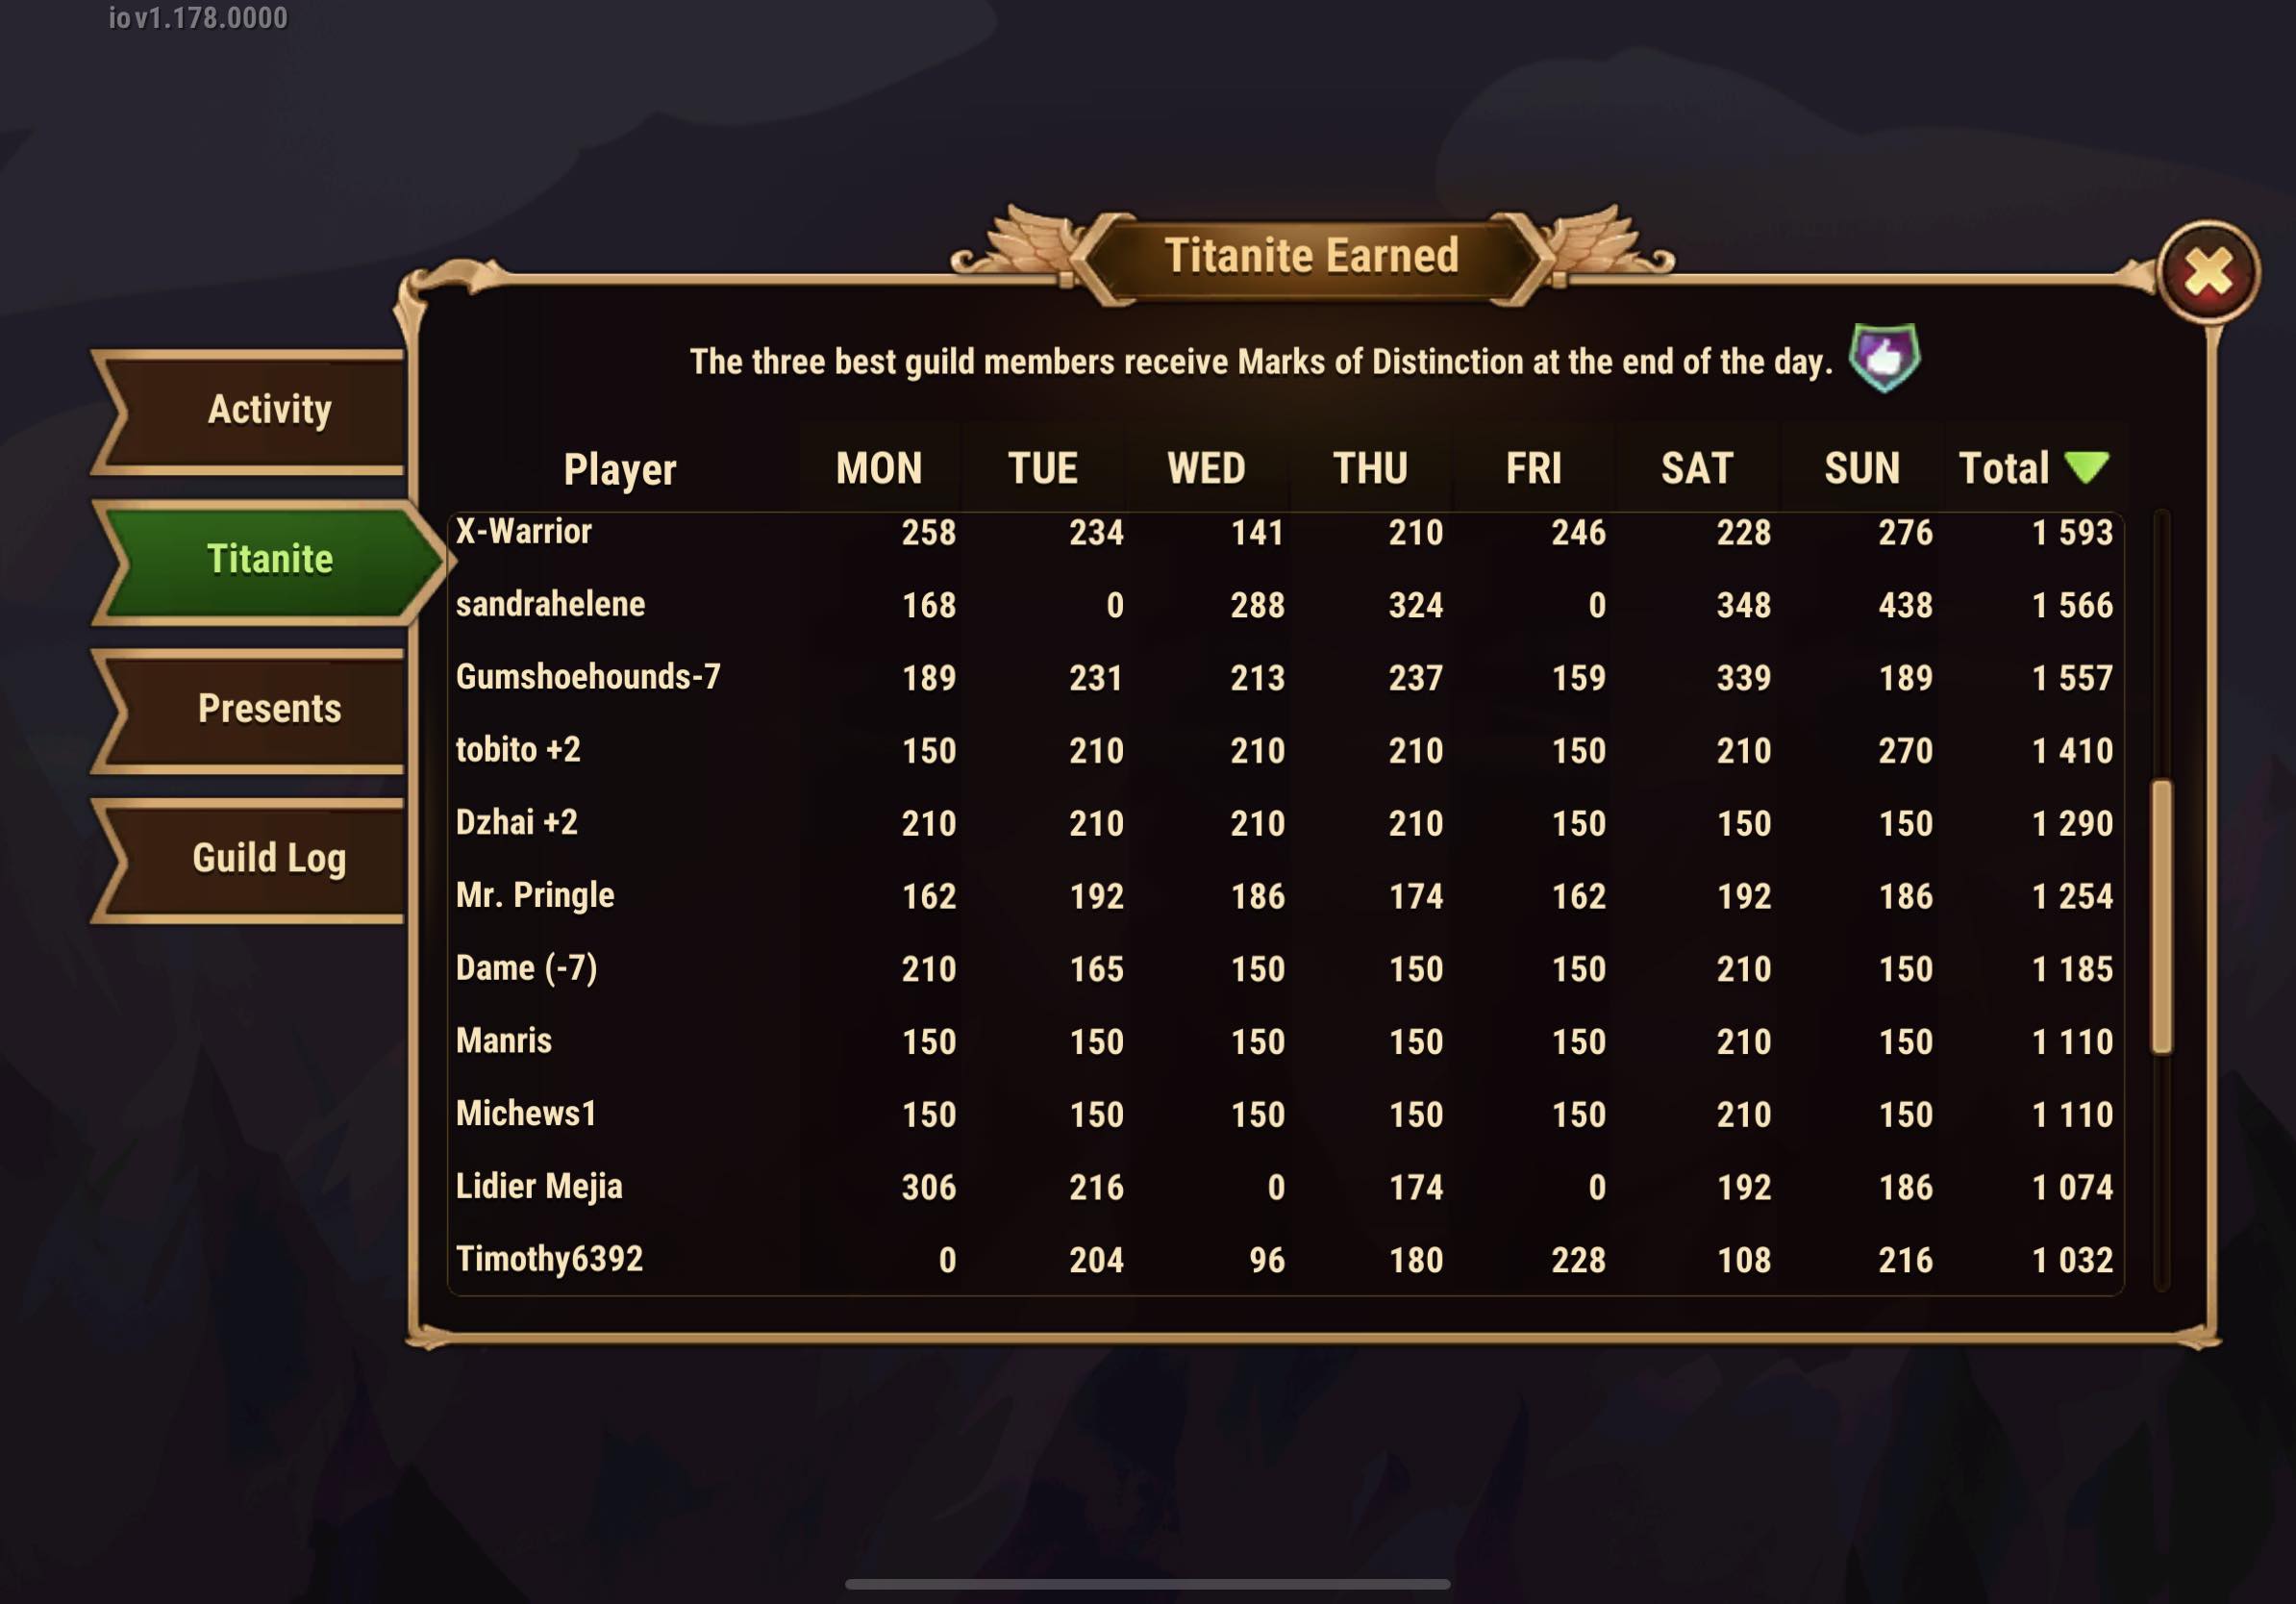 iov1.178.0000
Titanite Earned
The three best guild members receive Marks of Distinction at the end of the day.
Activity
Titanite
Presents
Guild Log
Player MON TUE WED THU FRI SAT SUN Total
X-Warrior 258 234 141 210 246 228 276 1 593
sandrahelene 168 0 288 324 0 348 438 1 566
Gumshoehounds-7 189 231 213 237 159 339 189 1 557
tobito +2 150 210 210 210 150 210 270 1 410
Dzhai +2 210 210 210 210 150 150 150 1 290
Mr. Pringle 162 192 186 174 162 192 186 1 254
Dame (-7) 210 165 150 150 150 210 150 1 185
Manris 150 150 150 150 150 210 150 1 110
Michews1 150 150 150 150 150 210 150 1 110
Lidier Mejia 306 216 0 174 0 192 186 1 074
Timothy6392 0 204 96 180 228 108 216 1 032